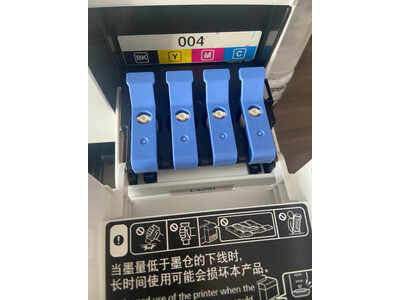 004
BK Y M C
当墨量低于墨仓的下线时，
长时间使用可能会损坏本产品。
use of the printer when the